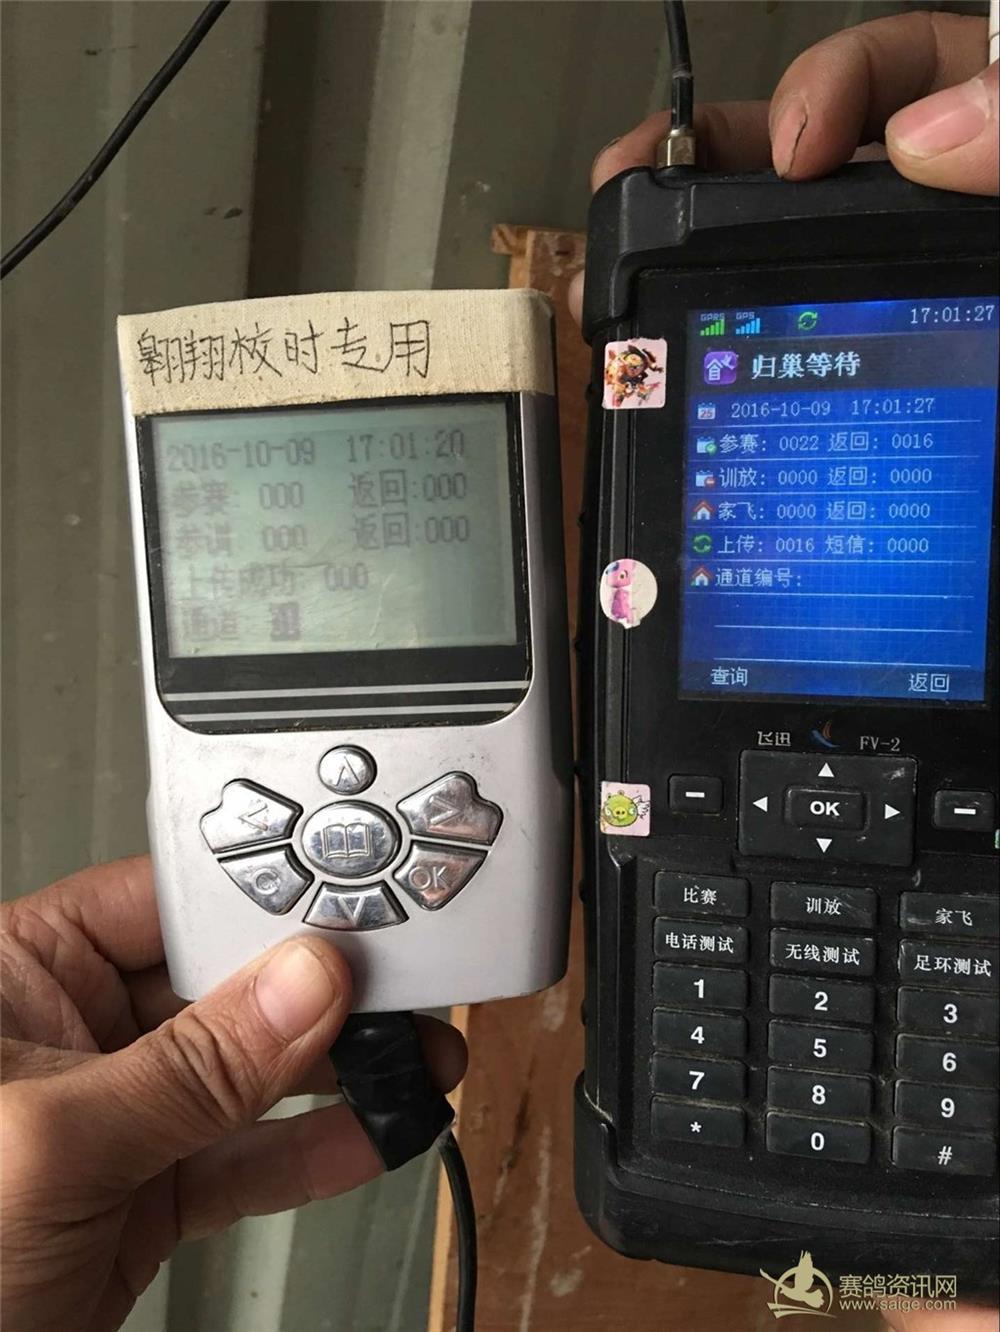 翱翔校时专用
2016-10-09 17:01:20
参赛: 000 返回:000
参训 000 返回:000
上传成功: 000
通道
C
OK
GPRS GPS 17:01:27
归巢等待
25 2016-10-09 17:01:27
参赛: 0022 返回: 0016
训放: 0000 返回: 0000
家飞: 0000 返回: 0000
上传: 0016 短信: 0000
通道编号:
查询 返回
飞迅 FV-2
OK
比赛 训放 家飞
电话测试 无线测试 足环测试
1 2 3
4 5 6
7 8 9
* 0 #
赛鸽资讯网
www.saige.com